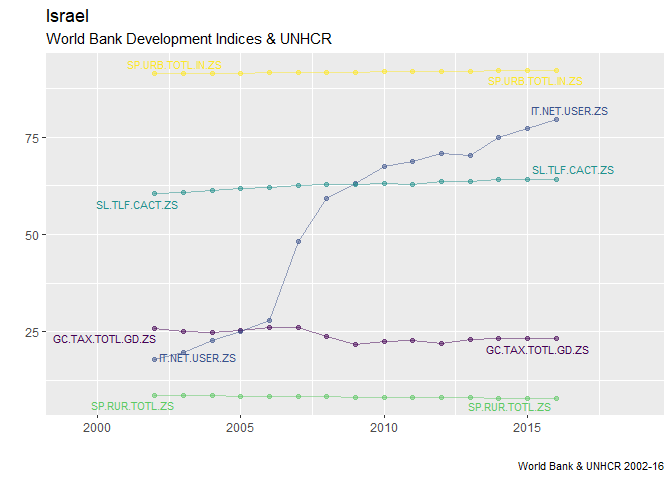 Israel
World Bank Development Indices & UNHCR
SP.URB.TOTL.IN.ZS
SP.URB.TOTL.IN.ZS
IT.NET.USER.ZS
75
SL.TLF.CACT.ZS
SL.TLF.CACT.ZS
50
25
GC.TAX.TOTL.GD.ZS
GC.TAX.TOTL.GD.ZS
IT.NET.USER.ZS
SP.RUR.TOTL.ZS
SP.RUR.TOTL.ZS
2000 2005 2010 2015
World Bank & UNHCR 2002-16